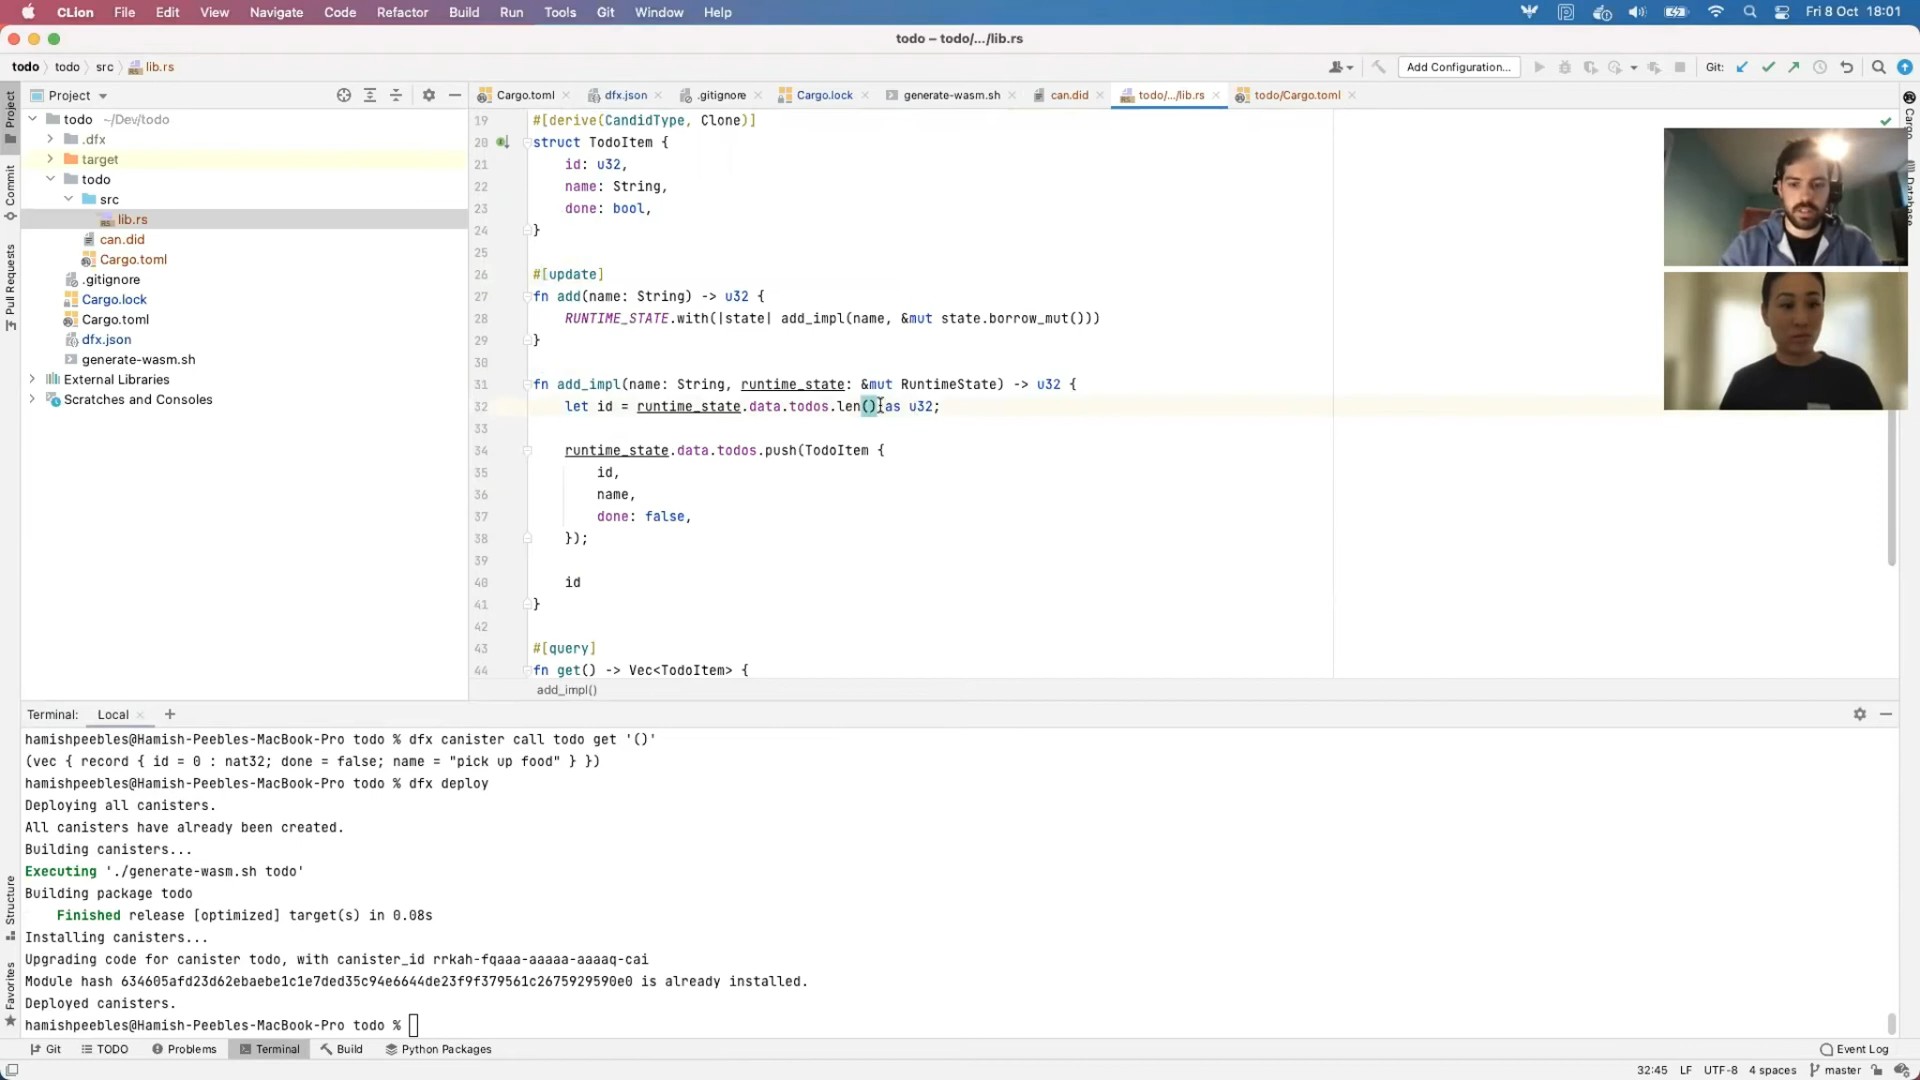 CLion File Edit View Navigate Code Refactor Build Run Tools Git Window Help Fri 8 Oct 18:01
todo – todo/.../lib.rs
todo todo src lib.rs Add Configuration... Git:
Project Cargo.toml dfx.json .gitignore Cargo.lock generate-wasm.sh can.did todo/.../lib.rs todo/Cargo.toml
Project
Commit
Pull Requests
Structure
Favorites
Cargo
Database
todo ~/Dev/todo
.dfx
target
todo
src
lib.rs
can.did
Cargo.toml
.gitignore
Cargo.lock
Cargo.toml
dfx.json
generate-wasm.sh
External Libraries
Scratches and Consoles
19 #[derive(CandidType, Clone)]
20 struct TodoItem {
21 id: u32,
22 name: String,
23 done: bool,
24 }
25
26 #[update]
27 fn add(name: String) -> u32 {
28 RUNTIME_STATE.with(|state| add_impl(name, &mut state.borrow_mut()))
29 }
30
31 fn add_impl(name: String, runtime_state: &mut RuntimeState) -> u32 {
32 let id = runtime_state.data.todos.len() as u32;
33
34 runtime_state.data.todos.push(TodoItem {
35 id,
36 name,
37 done: false,
38 });
39
40 id
41 }
42
43 #[query]
44 fn get() -> Vec<TodoItem> {
add_impl()
Terminal: Local
hamishpeebles@Hamish-Peebles-MacBook-Pro todo % dfx canister call todo get '()'
(vec { record { id = 0 : nat32; done = false; name = "pick up food" } })
hamishpeebles@Hamish-Peebles-MacBook-Pro todo % dfx deploy
Deploying all canisters.
All canisters have already been created.
Building canisters...
Executing './generate-wasm.sh todo'
Building package todo
Finished release [optimized] target(s) in 0.08s
Installing canisters...
Upgrading code for canister todo, with canister_id rrkah-fqaaa-aaaaa-aaaaq-cai
Module hash 634605afd23d62ebaebe1c1e7ded35c94e6644de23f9f379561c2675929590e0 is already installed.
Deployed canisters.
hamishpeebles@Hamish-Peebles-MacBook-Pro todo %
Git TODO Problems Terminal Build Python Packages Event Log
32:45 LF UTF-8 4 spaces master